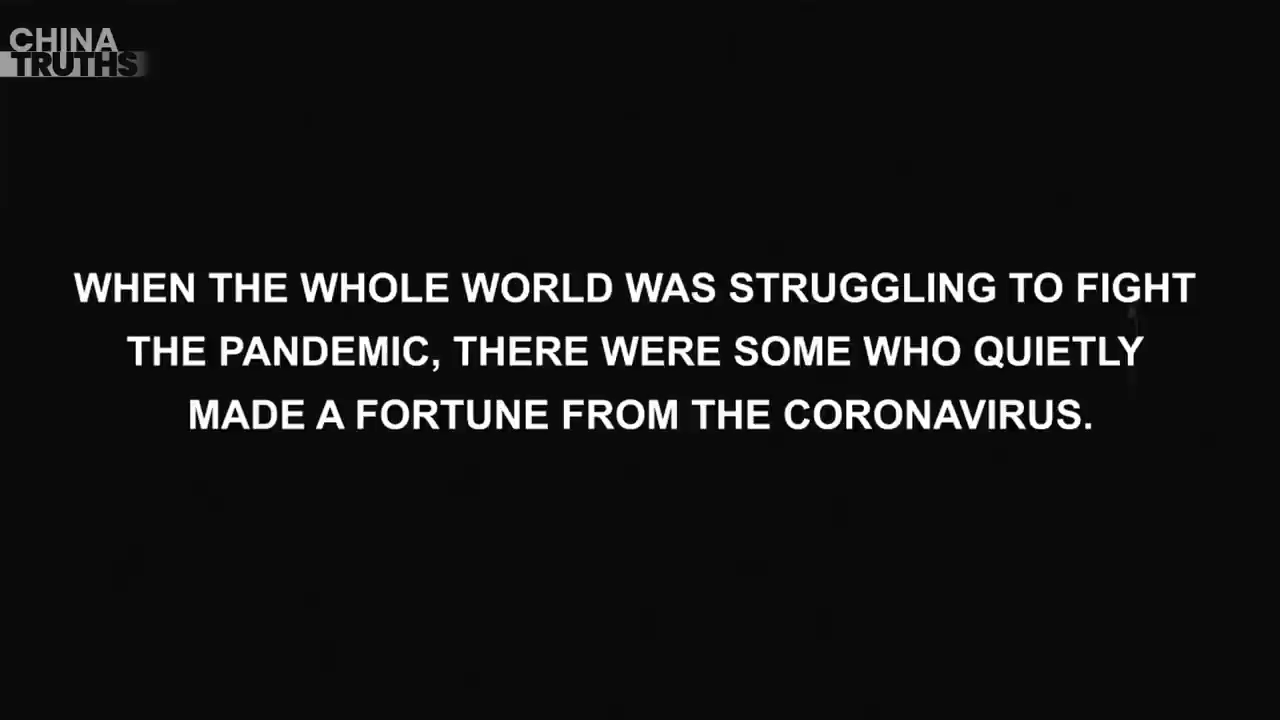 CHINA
TRUTHS
WHEN THE WHOLE WORLD WAS STRUGGLING TO FIGHT
THE PANDEMIC, THERE WERE SOME WHO QUIETLY
MADE A FORTUNE FROM THE CORONAVIRUS.